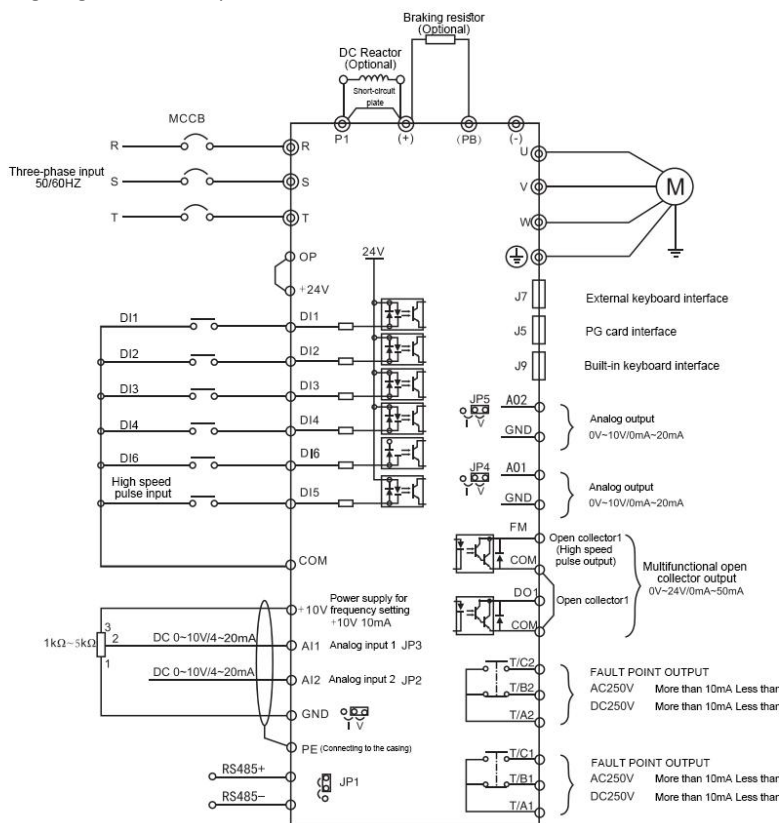 Braking resistor
(Optional)
DC Reactor
(Optional)
Short-circuit
plate
MCCB
P1
(+)
(PB)
(-)
R
R
U
Three-phase input
50/60HZ
S
S
V
M
T
T
W
OP
24V
+24V
J7
External keyboard interface
DI1
DI1
J5
PG card interface
DI2
DI2
J9
Built-in keyboard interface
DI3
DI3
JP5
A02
I V
Analog output
0V~10V/0mA~20mA
DI4
DI4
GND
DI6
DI6
JP4
A01
I V
Analog output
0V~10V/0mA~20mA
High speed
pulse input
DI5
GND
FM
Open collector1
(High speed
pulse output)
COM
COM
Multifunctional open
collector output
0V~24V/0mA~50mA
DO1
Open collector1
COM
+10V
Power supply for
frequency setting
+10V 10mA
1kΩ~5kΩ
3
2
1
DC 0~10V/4~20mA
AI1 Analog input 1 JP3
DC 0~10V/4~20mA
AI2 Analog input 2 JP2
GND
I V
PE (Connecting to the casing)
T/C2
T/B2
T/A2
FAULT POINT OUTPUT
AC250V More than 10mA Less than
DC250V More than 10mA Less than
RS485+
JP1
RS485−
T/C1
T/B1
T/A1
FAULT POINT OUTPUT
AC250V More than 10mA Less than
DC250V More than 10mA Less than